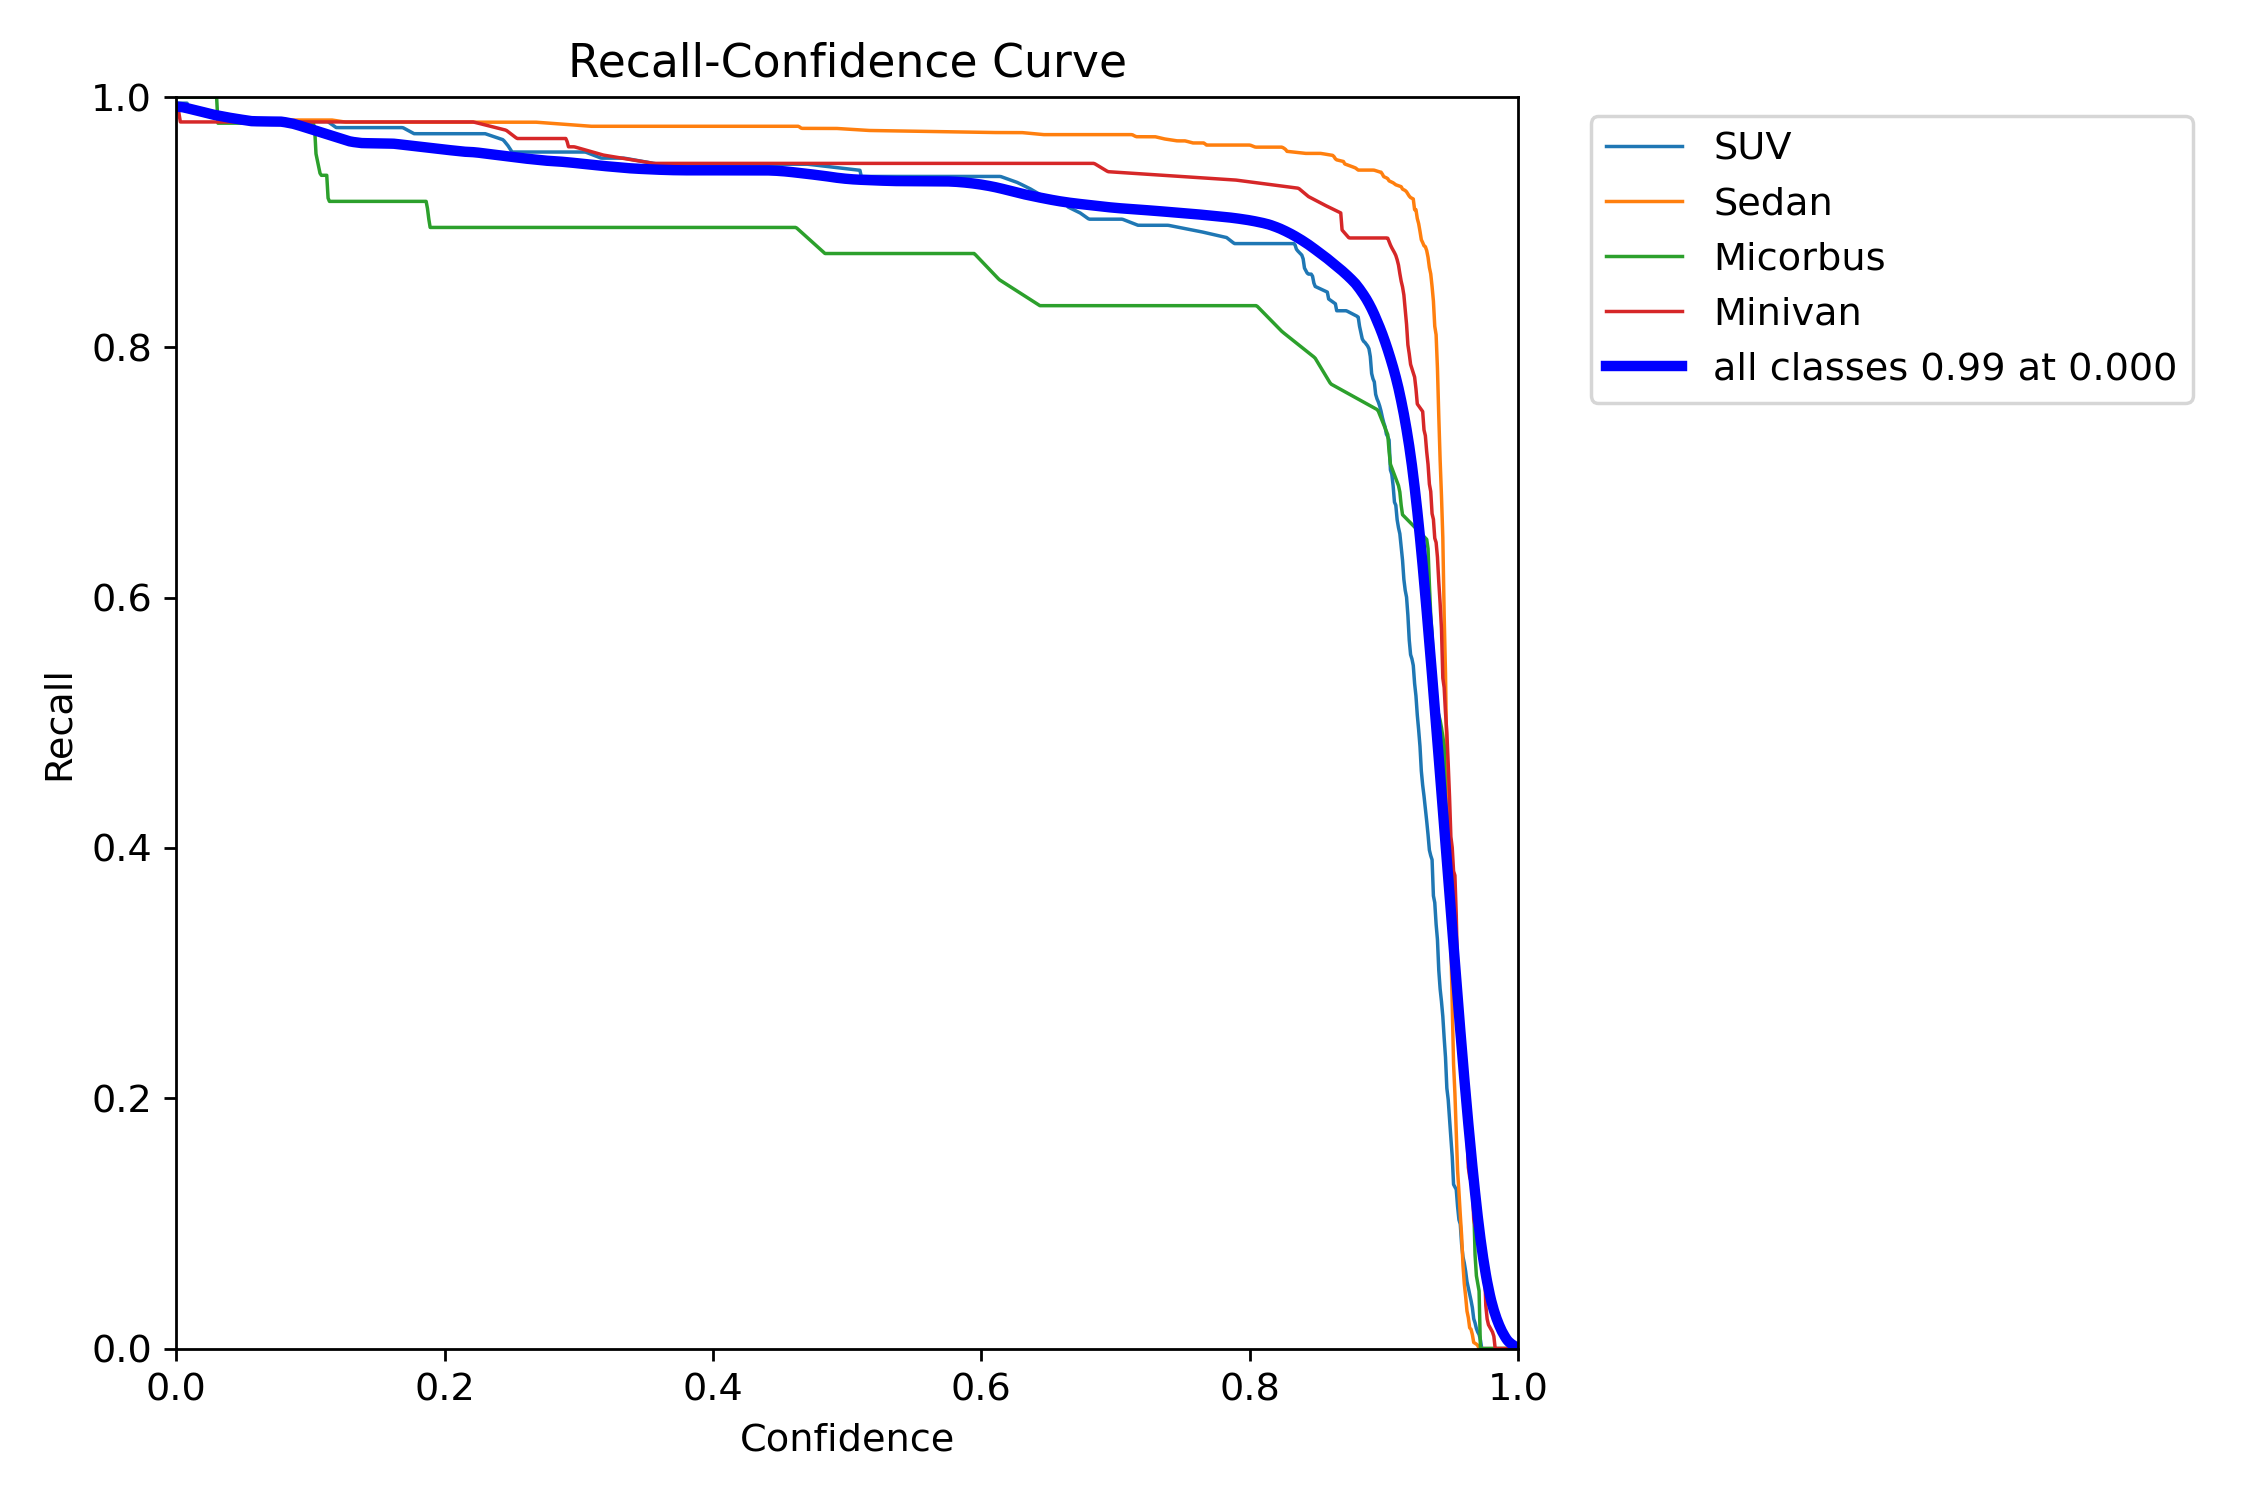 Recall-Confidence Curve
1.0
0.8
0.6
0.4
0.2
0.0
Recall
0.0 0.2 0.4 0.6 0.8 1.0
Confidence
SUV
Sedan
Micorbus
Minivan
all classes 0.99 at 0.000